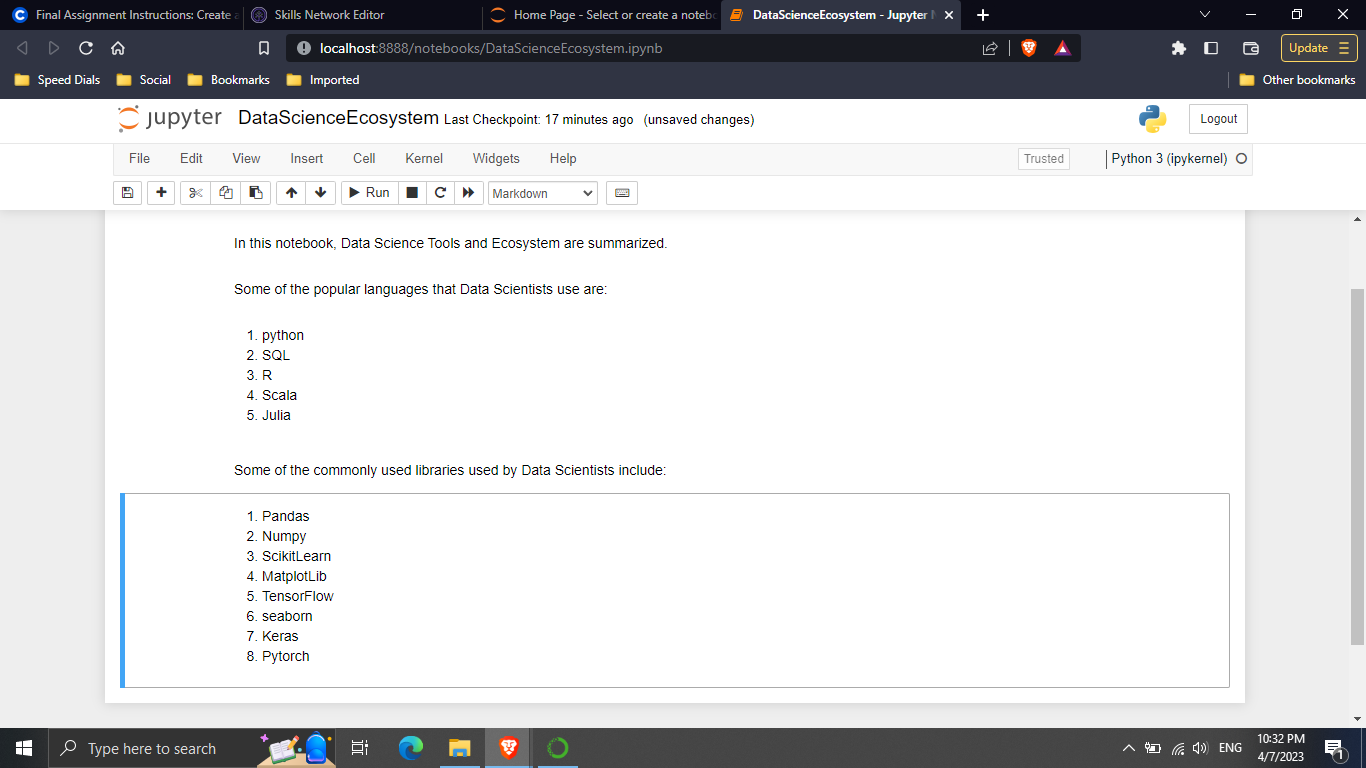 Final Assignment Instructions: Create a
Skills Network Editor
Home Page - Select or create a noteb
DataScienceEcosystem - Jupyter N
localhost:8888/notebooks/DataScienceEcosystem.ipynb
Update
Speed Dials
Social
Bookmarks
Imported
Other bookmarks
jupyter DataScienceEcosystem Last Checkpoint: 17 minutes ago (unsaved changes)
Logout
File Edit View Insert Cell Kernel Widgets Help
Trusted
Python 3 (ipykernel)
Run
Markdown
In this notebook, Data Science Tools and Ecosystem are summarized.
Some of the popular languages that Data Scientists use are:
1. python
2. SQL
3. R
4. Scala
5. Julia
Some of the commonly used libraries used by Data Scientists include:
1. Pandas
2. Numpy
3. ScikitLearn
4. MatplotLib
5. TensorFlow
6. seaborn
7. Keras
8. Pytorch
Type here to search
ENG
10:32 PM
4/7/2023
1